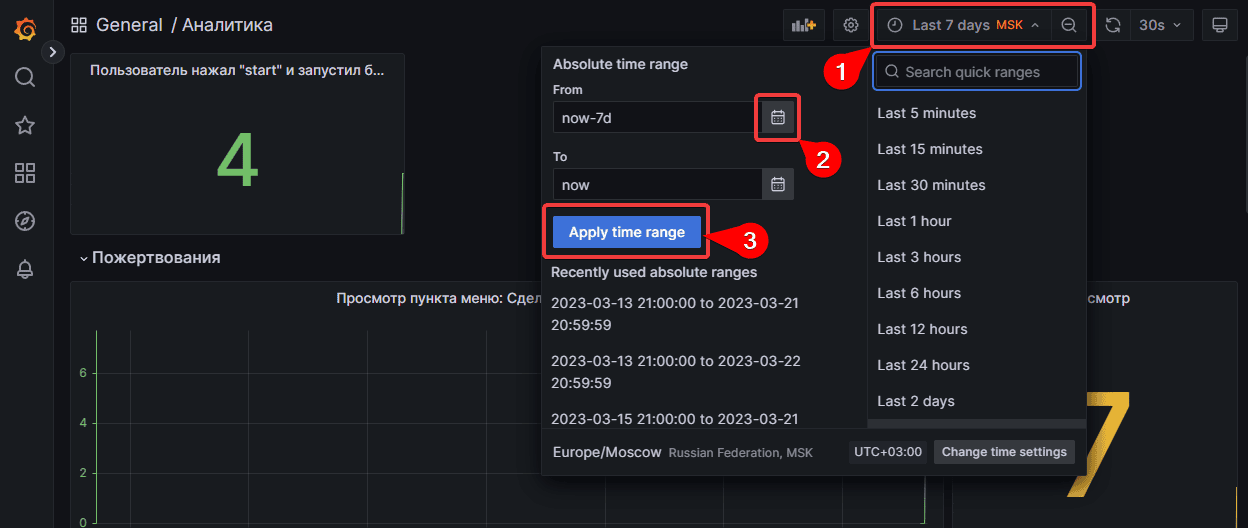 General / Аналитика
Last 7 days MSK
30s
Пользователь нажал "start" и запустил б...
4
Пожертвования
Просмотр пункта меню: Сдел
6
4
2
0
Absolute time range
From
now-7d
To
now
Apply time range
Recently used absolute ranges
2023-03-13 21:00:00 to 2023-03-21
20:59:59
2023-03-13 21:00:00 to 2023-03-22
20:59:59
2023-03-15 21:00:00 to 2023-03-21
1
2
3
Search quick ranges
Last 5 minutes
Last 15 minutes
Last 30 minutes
Last 1 hour
Last 3 hours
Last 6 hours
Last 12 hours
Last 24 hours
Last 2 days
Europe/Moscow Russian Federation, MSK
UTC+03:00
Change time settings
смотр
7